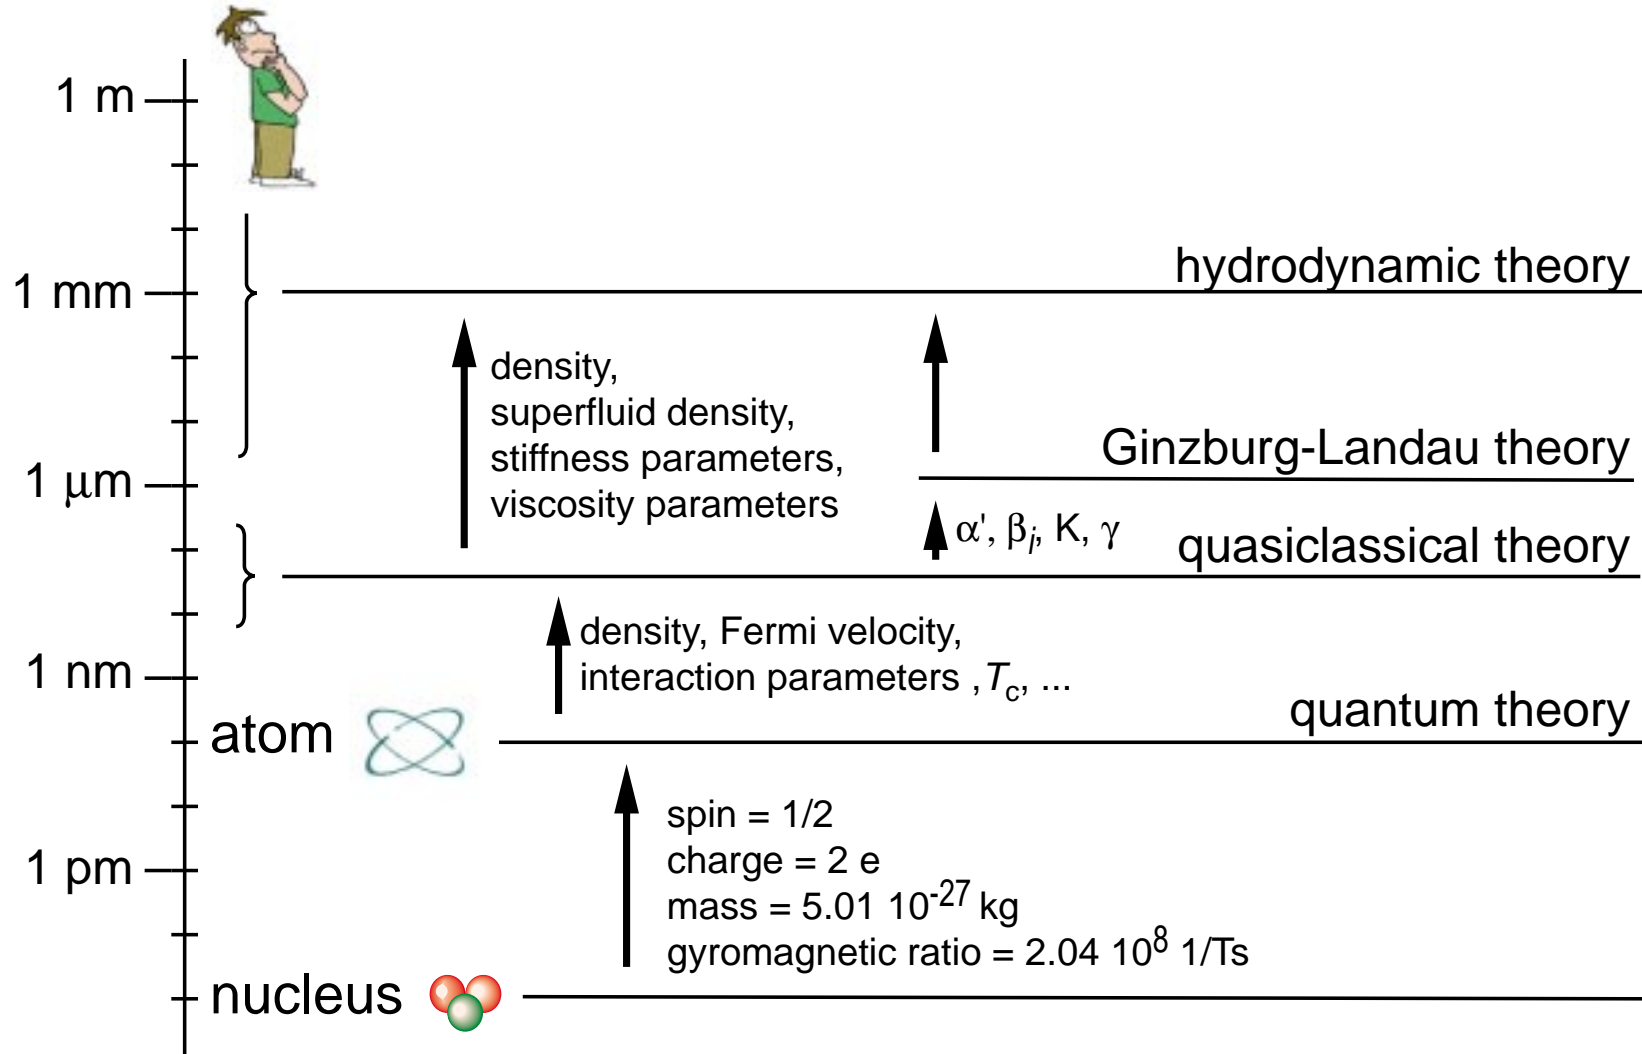 1 m
1 mm
hydrodynamic theory
density,
superfluid density,
stiffness parameters,
viscosity parameters
Ginzburg-Landau theory
1 μm
α', βi, K, γ
quasiclassical theory
density, Fermi velocity,
interaction parameters ,Tc, ...
1 nm
quantum theory
atom
spin = 1/2
charge = 2 e
1 pm
mass = 5.01 10^-27 kg
gyromagnetic ratio = 2.04 10^8 1/Ts
nucleus